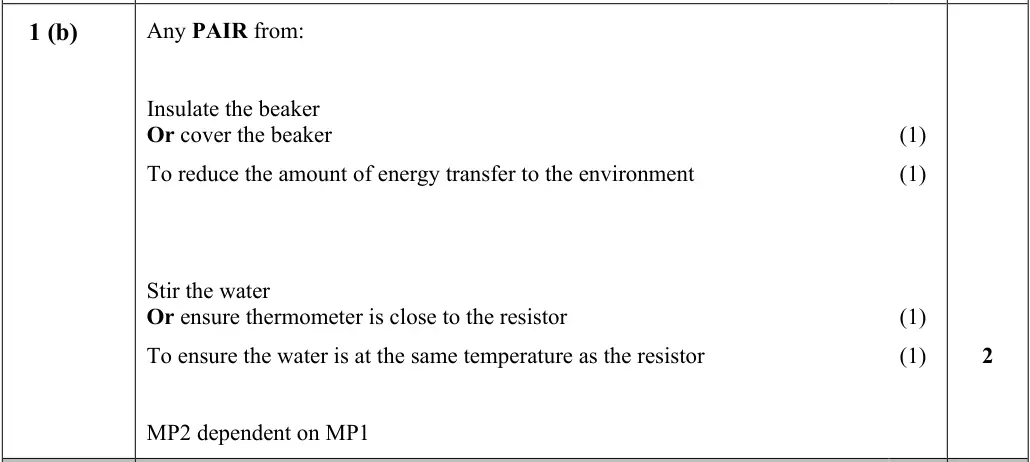 1 (b)
Any PAIR from:
Insulate the beaker
Or cover the beaker (1)
To reduce the amount of energy transfer to the environment (1)
Stir the water
Or ensure thermometer is close to the resistor (1)
To ensure the water is at the same temperature as the resistor (1) 2
MP2 dependent on MP1